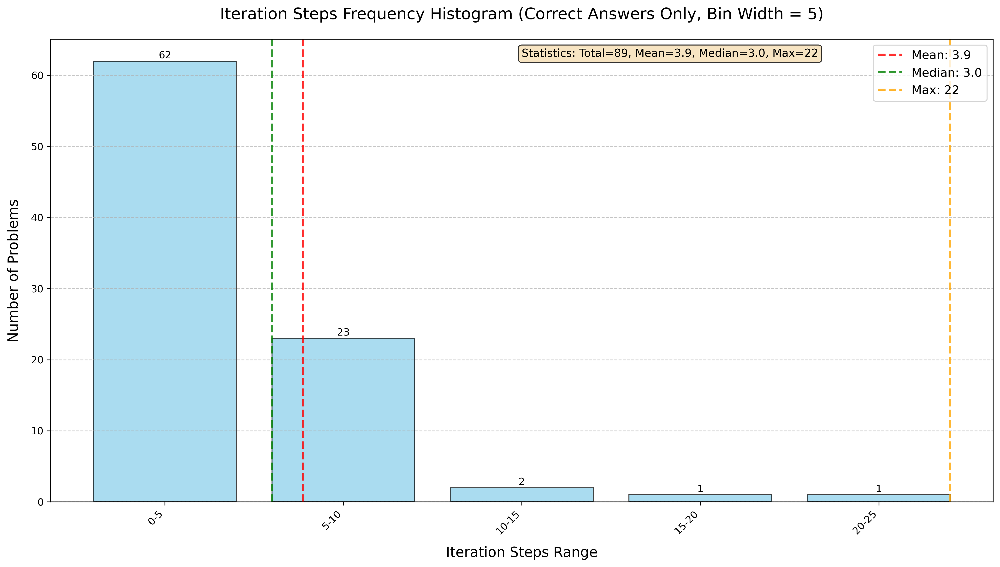 Iteration Steps Frequency Histogram (Correct Answers Only, Bin Width = 5)
Statistics: Total=89, Mean=3.9, Median=3.0, Max=22
Mean: 3.9
Median: 3.0
Max: 22
Number of Problems
60
50
40
30
20
10
0
62
23
2
1
1
0-5
5-10
10-15
15-20
20-25
Iteration Steps Range